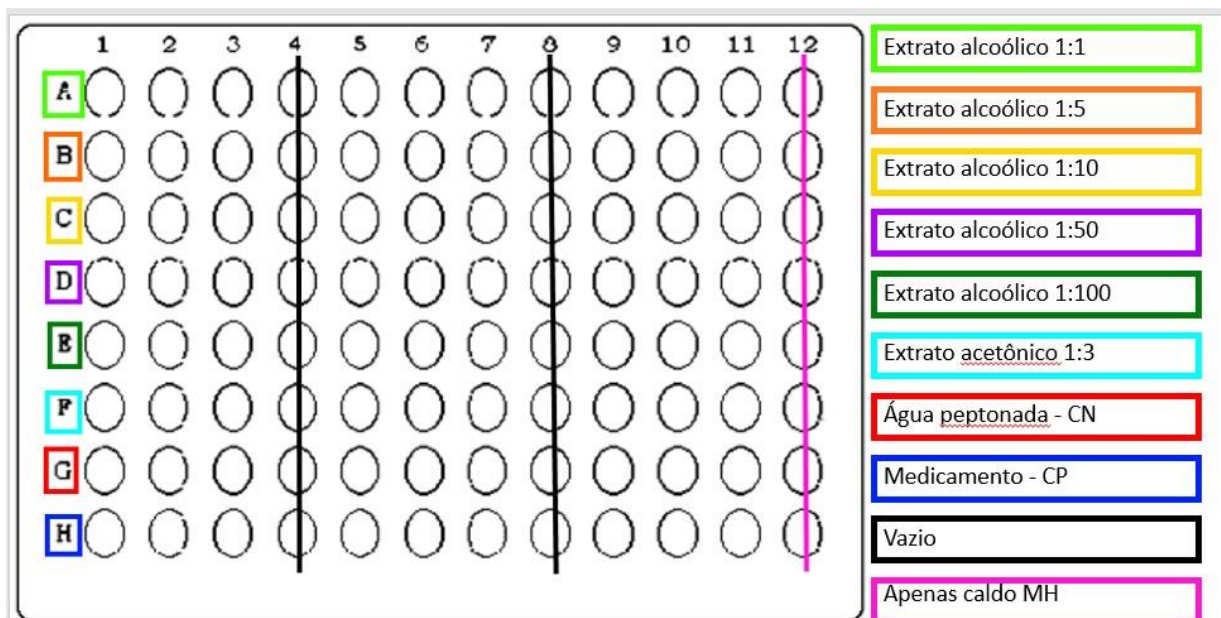 1 2 3 4 5 6 7 8 9 10 11 12
A
B
C
D
E
F
G
H
Extrato alcoólico 1:1
Extrato alcoólico 1:5
Extrato alcoólico 1:10
Extrato alcoólico 1:50
Extrato alcoólico 1:100
Extrato acetônico 1:3
Água peptonada - CN
Medicamento - CP
Vazio
Apenas caldo MH